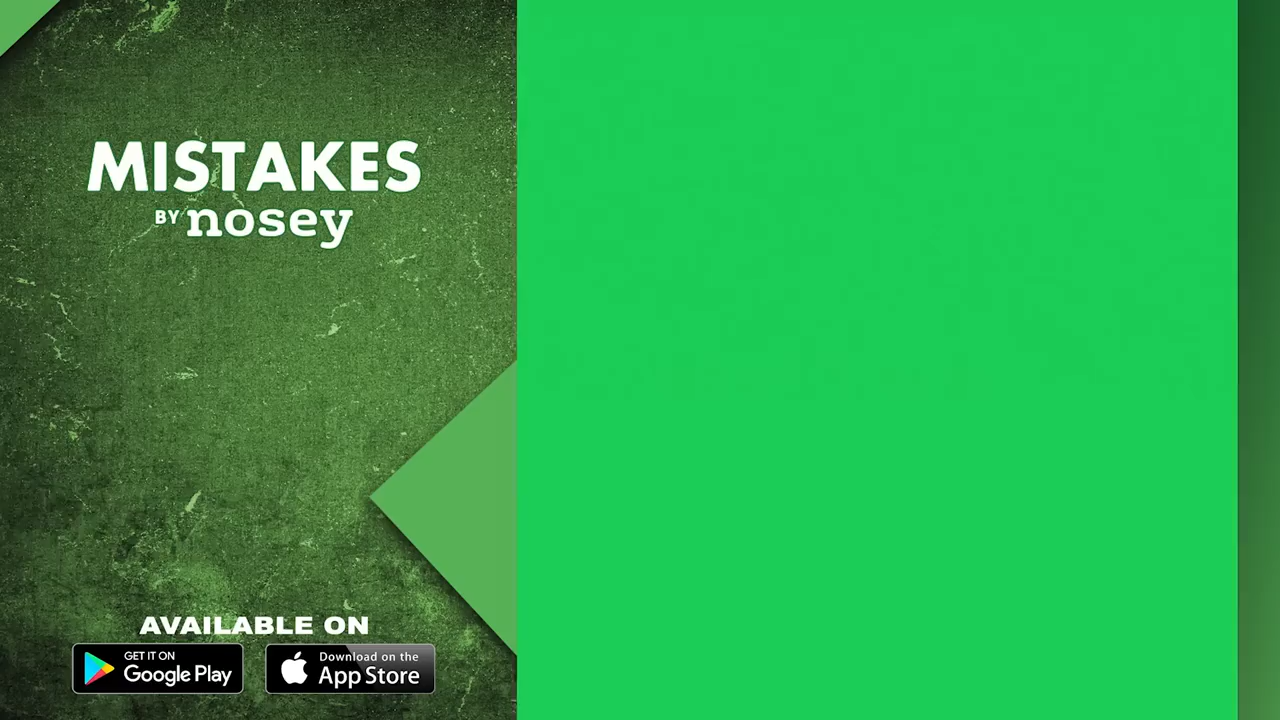 MISTAKES
BY nosey
AVAILABLE ON
GET IT ON
Google Play
Download on the
App Store